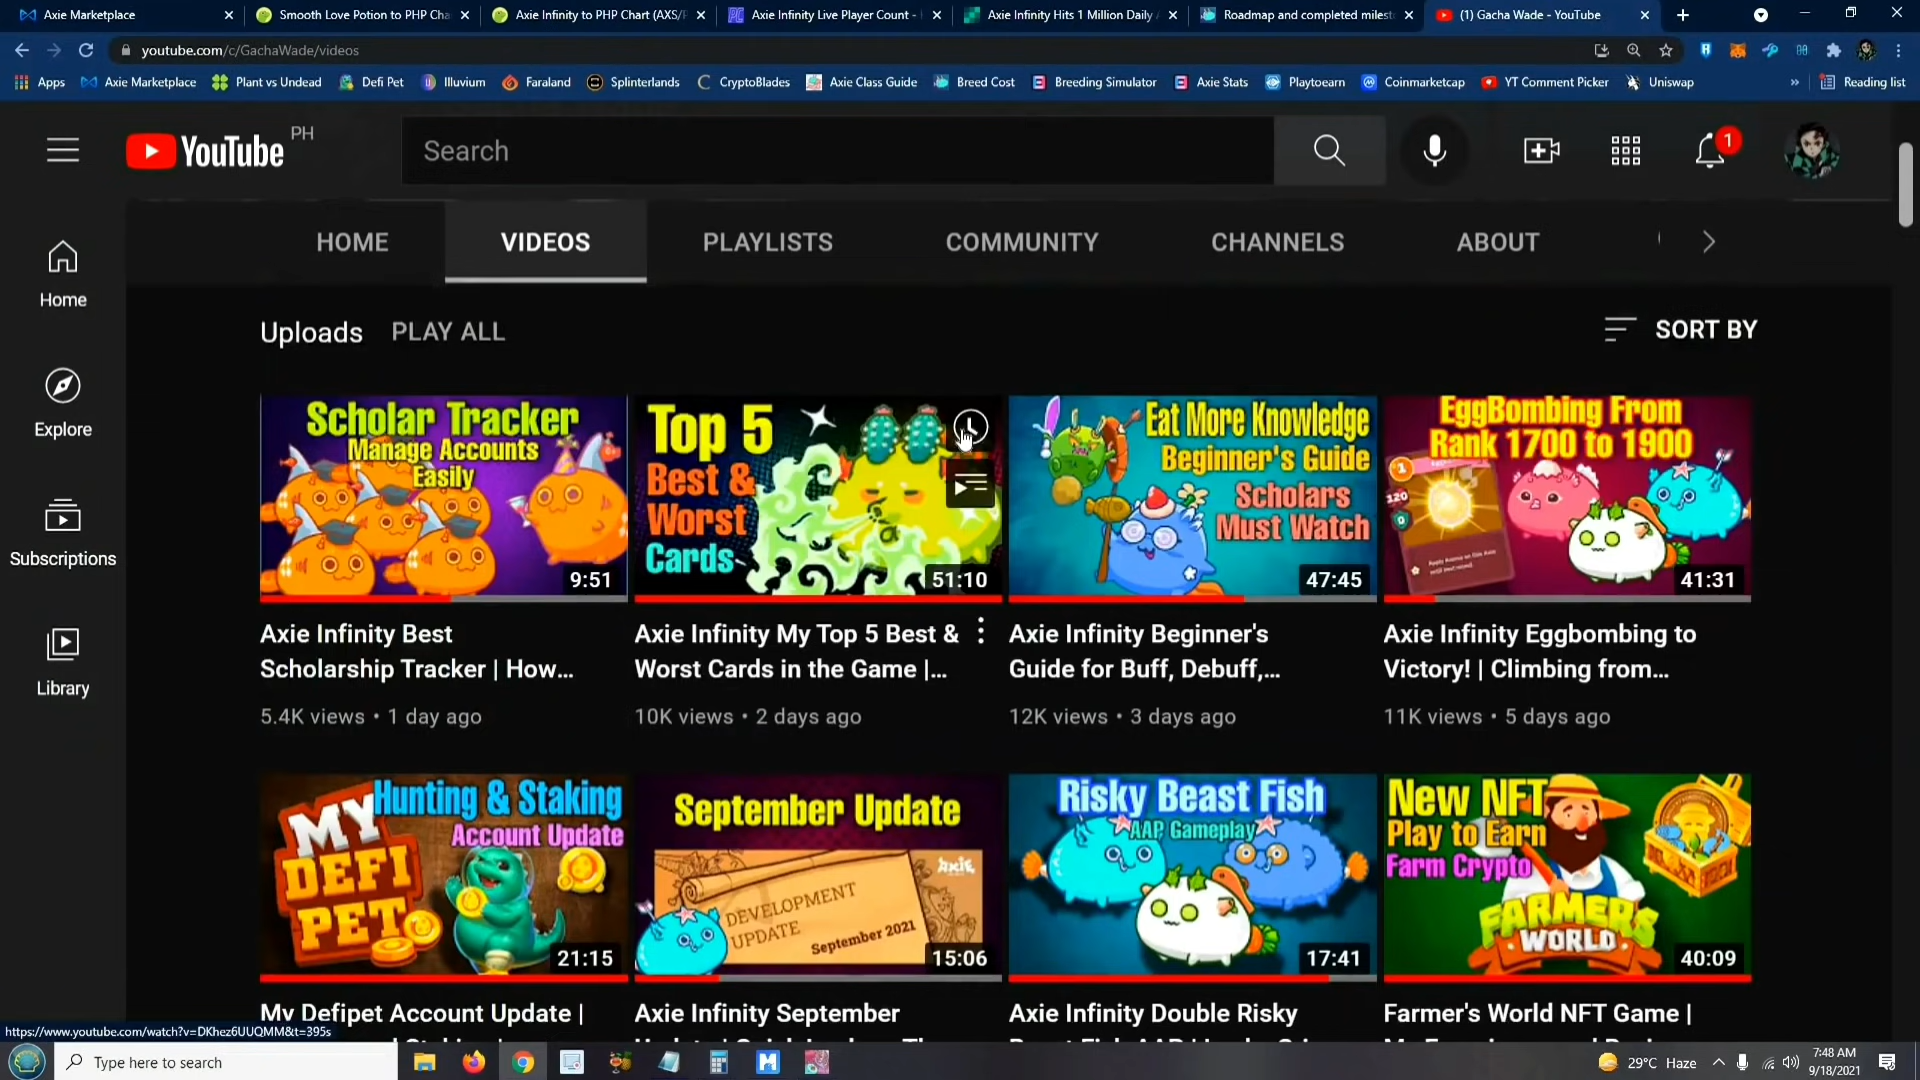 Axie Marketplace
Smooth Love Potion to PHP Cha
Axie Infinity to PHP Chart (AXS/P
Axie Infinity Live Player Count -
Axie Infinity Hits 1 Million Daily
Roadmap and completed milest
(1) Gacha Wade - YouTube
youtube.com/c/GachaWade/videos
Apps
Axie Marketplace
Plant vs Undead
Defi Pet
Illuvium
Faraland
Splinterlands
CryptoBlades
Axie Class Guide
Breed Cost
Breeding Simulator
Axie Stats
Playtoearn
Coinmarketcap
YT Comment Picker
Uniswap
»
Reading list
YouTube PH
Search
1
HOME
VIDEOS
PLAYLISTS
COMMUNITY
CHANNELS
ABOUT
Home
Explore
Subscriptions
Library
Uploads
PLAY ALL
SORT BY
Scholar Tracker
Manage Accounts
Easily
9:51
Top 5
Best &
Worst
Cards
51:10
Eat More Knowledge
Beginner's Guide
Scholars
Must Watch
47:45
EggBombing From
Rank 1700 to 1900
1
120
0
41:31
Axie Infinity Best
Scholarship Tracker | How...
5.4K views • 1 day ago
Axie Infinity My Top 5 Best &
Worst Cards in the Game |...
10K views • 2 days ago
Axie Infinity Beginner's
Guide for Buff, Debuff,...
12K views • 3 days ago
Axie Infinity Eggbombing to
Victory! | Climbing from...
11K views • 5 days ago
MY
DEFI
PET
Hunting & Staking
Account Update
21:15
September Update
AXIE
DEVELOPMENT
UPDATE
September 2021
15:06
Risky Beast Fish
AAP Gameplay
17:41
New NFT
Play to Earn
Farm Crypto
FARMERS
WORLD
40:09
My Defipet Account Update |
Axie Infinity September
Axie Infinity Double Risky
Farmer's World NFT Game |
https://www.youtube.com/watch?v=DKhez6UUQMM&t=395s
Type here to search
29°C Haze
7:48 AM
9/18/2021